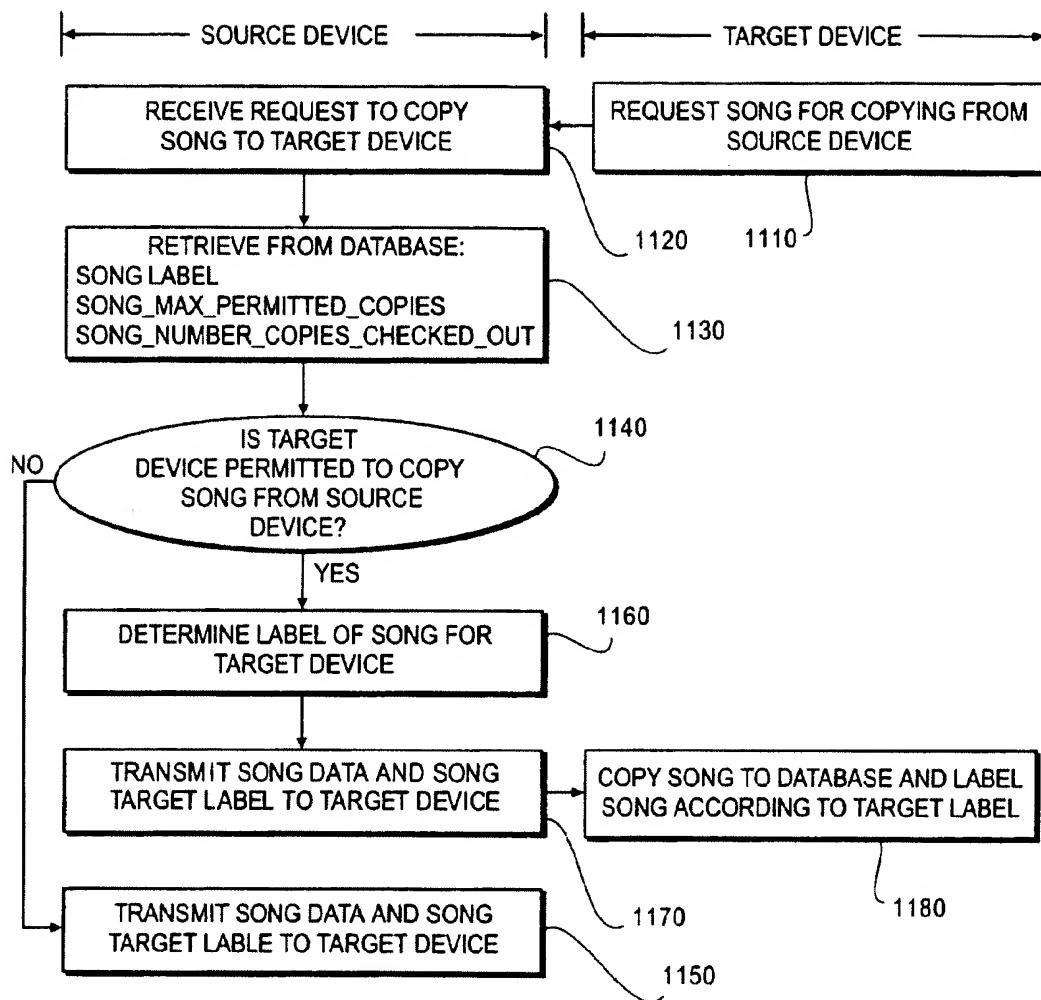 SOURCE DEVICE
TARGET DEVICE
RECEIVE REQUEST TO COPY
SONG TO TARGET DEVICE
REQUEST SONG FOR COPYING FROM
SOURCE DEVICE
1120
1110
RETRIEVE FROM DATABASE:
SONG LABEL
SONG_MAX_PERMITTED_COPIES
SONG_NUMBER_COPIES_CHECKED_OUT
1130
IS TARGET
DEVICE PERMITTED TO COPY
SONG FROM SOURCE
DEVICE?
1140
NO
YES
DETERMINE LABEL OF SONG FOR
TARGET DEVICE
1160
TRANSMIT SONG DATA AND SONG
TARGET LABEL TO TARGET DEVICE
1170
COPY SONG TO DATABASE AND LABEL
SONG ACCORDING TO TARGET LABEL
1180
TRANSMIT SONG DATA AND SONG
TARGET LABLE TO TARGET DEVICE
1150